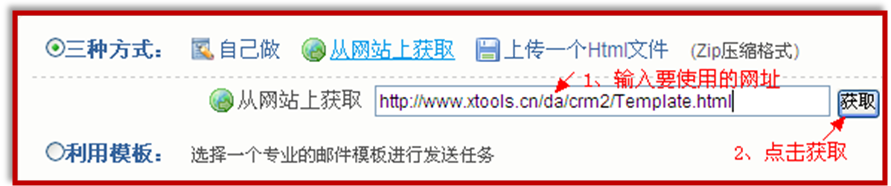 三种方式： 自己做 从网站上获取 上传一个Html文件 (Zip压缩格式)
1、输入要使用的网址
从网站上获取 http://www.xtools.cn/da/crm2/Template.html 获取
2、点击获取
利用模板： 选择一个专业的邮件模板进行发送任务